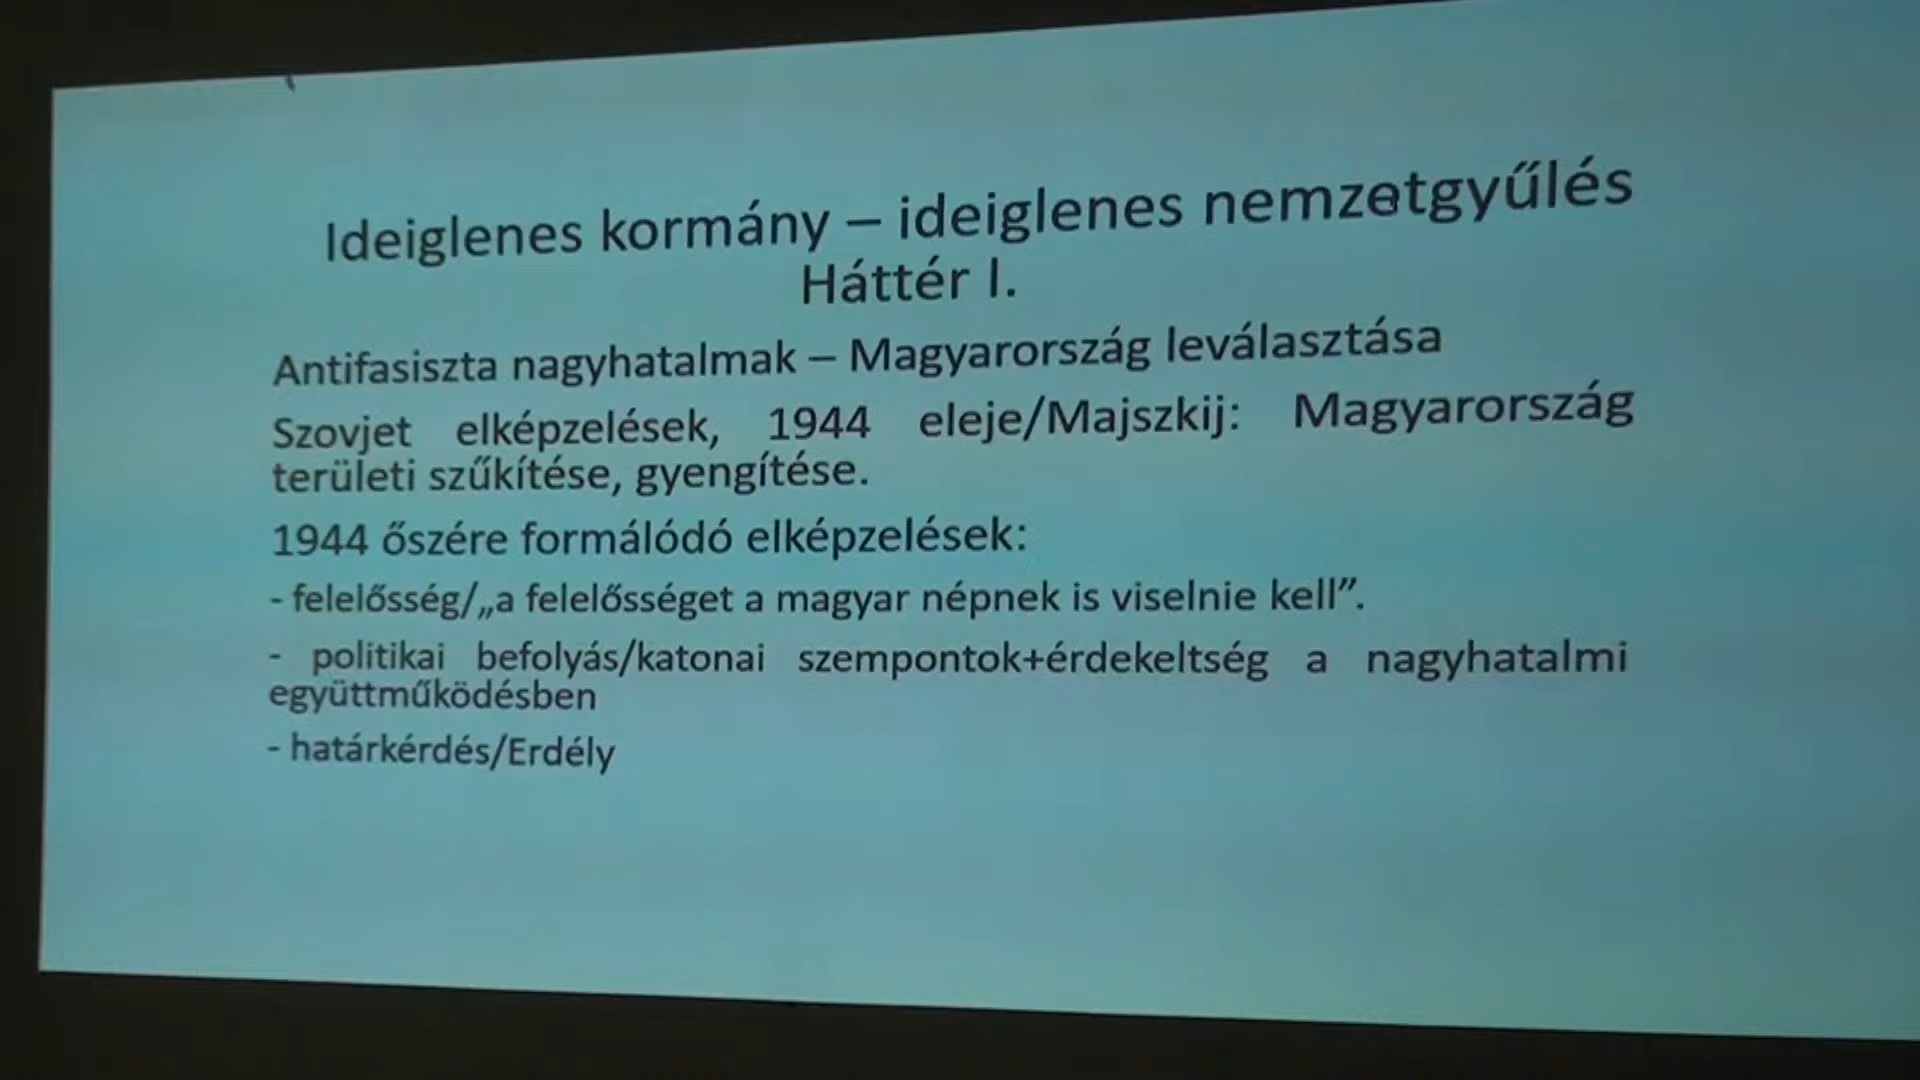 Ideiglenes kormány – ideiglenes nemzetgyűlés
Háttér I.
Antifasiszta nagyhatalmak – Magyarország leválasztása
Szovjet elképzelések, 1944 eleje/Majszkij: Magyarország
területi szűkítése, gyengítése.
1944 őszére formálódó elképzelések:
- felelősség/„a felelősséget a magyar népnek is viselnie kell”.
- politikai befolyás/katonai szempontok+érdekeltség a nagyhatalmi
együttműködésben
- határkérdés/Erdély